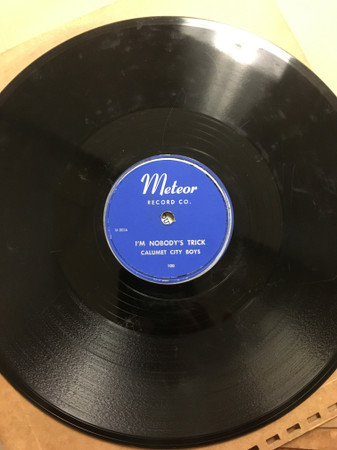 Meteor
RECORD CO.
I'M NOBODY'S TRICK
CALUMET CITY BOYS